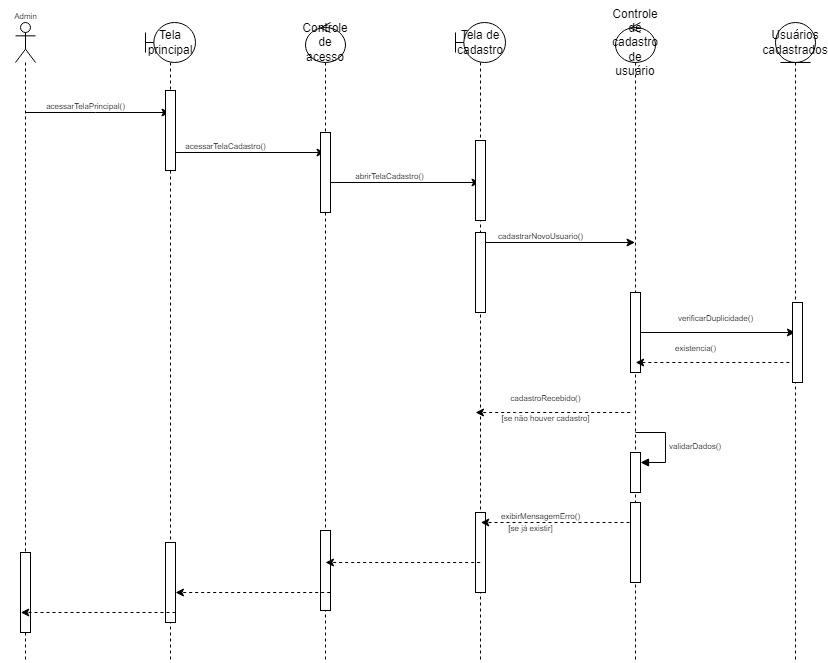 Admin
Tela
principal
Controle
de
acesso
Tela de
cadastro
Controle
de
cadastro
de
usuário
Usuários
cadastrados
acessarTelaPrincipal()
acessarTelaCadastro()
abrirTelaCadastro()
cadastrarNovoUsuario()
verificarDuplicidade()
existencia()
cadastroRecebido()
[se não houver cadastro]
validarDados()
exibirMensagemErro()
[se já existir]